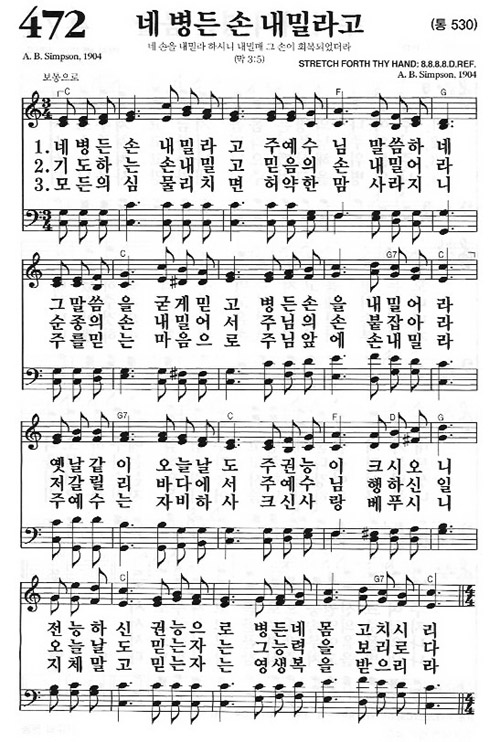 472
네 병든 손 내밀라고
(통 530)
네 손을 내밀라 하시니 내밀매 그 손이 회복되었더라
(막 3:5)
A. B. Simpson, 1904
STRETCH FORTH THY HAND: 8.8.8.8.D.REF.
A. B. Simpson, 1904
보통으로
C F G
1. 네 병든 손 내밀라고 주예수님 말씀하네
2. 기도하는 손내밀고 믿음의손 내밀어라
3. 모든의심 물리치면 허약한맘 사라지니
C G7 C
그말씀을 굳게믿고 병든손을 내밀어라
순종의손 내밀어서 주님의손 붙잡아라
주를믿는 마음으로 주님앞에 손내밀라
G7 C F D G
옛날같이 오늘날도 주권능이 크시오니
저갈릴리 바다에서 주예수님 행하신일
주예수는 자비하사 크신사랑 베푸시니
C G7 C
전능하신 권능으로 병든네몸 고치시리
오늘날도 믿는자는 그능력을 보리로다
지체말고 믿는자는 영생복을 받으리라